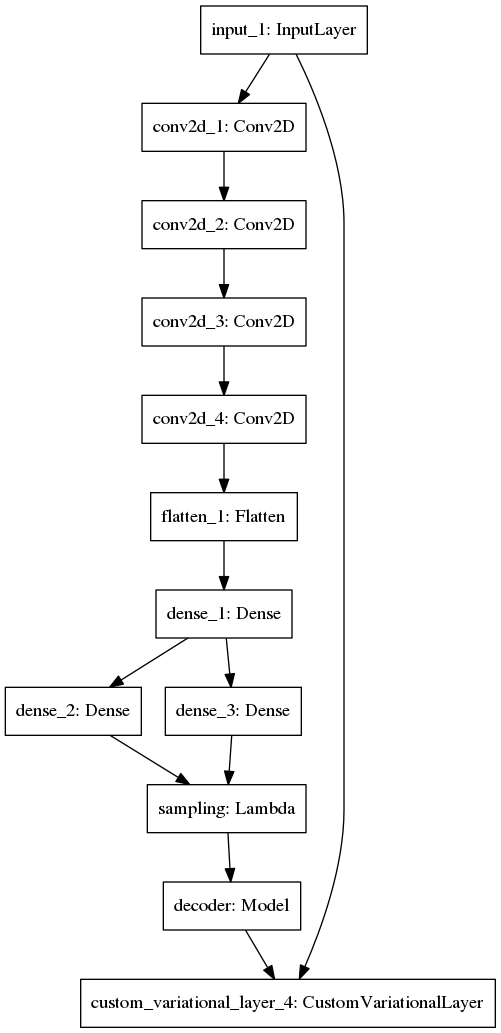 input_1: InputLayer
conv2d_1: Conv2D
conv2d_2: Conv2D
conv2d_3: Conv2D
conv2d_4: Conv2D
flatten_1: Flatten
dense_1: Dense
dense_2: Dense
dense_3: Dense
sampling: Lambda
decoder: Model
custom_variational_layer_4: CustomVariationalLayer